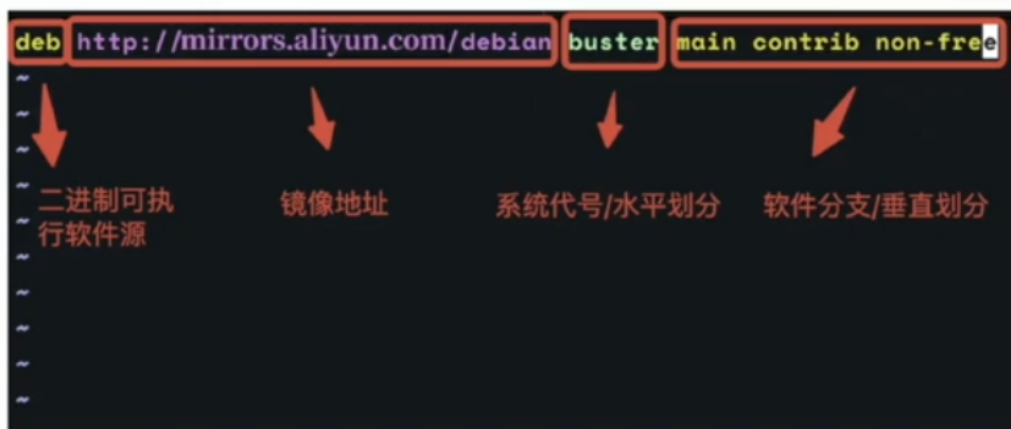 deb http://mirrors.aliyun.com/debian buster main contrib non-free
~
~
~
~
~
~
~
~
~
~
二进制可执
行软件源
镜像地址
系统代号/水平划分
软件分支/垂直划分